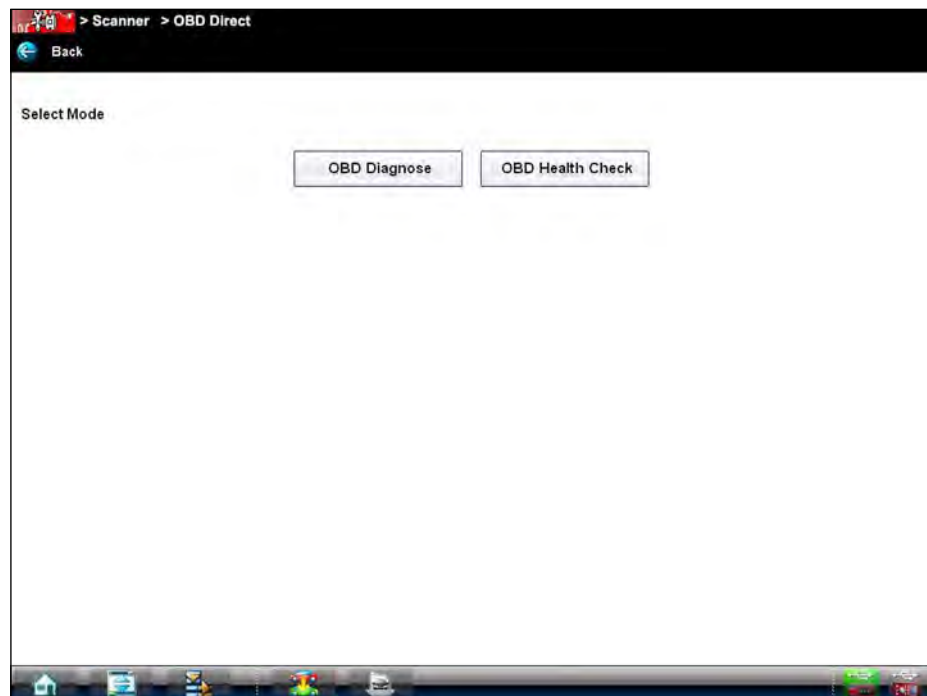 > Scanner > OBD Direct
Back
Select Mode
OBD Diagnose
OBD Health Check